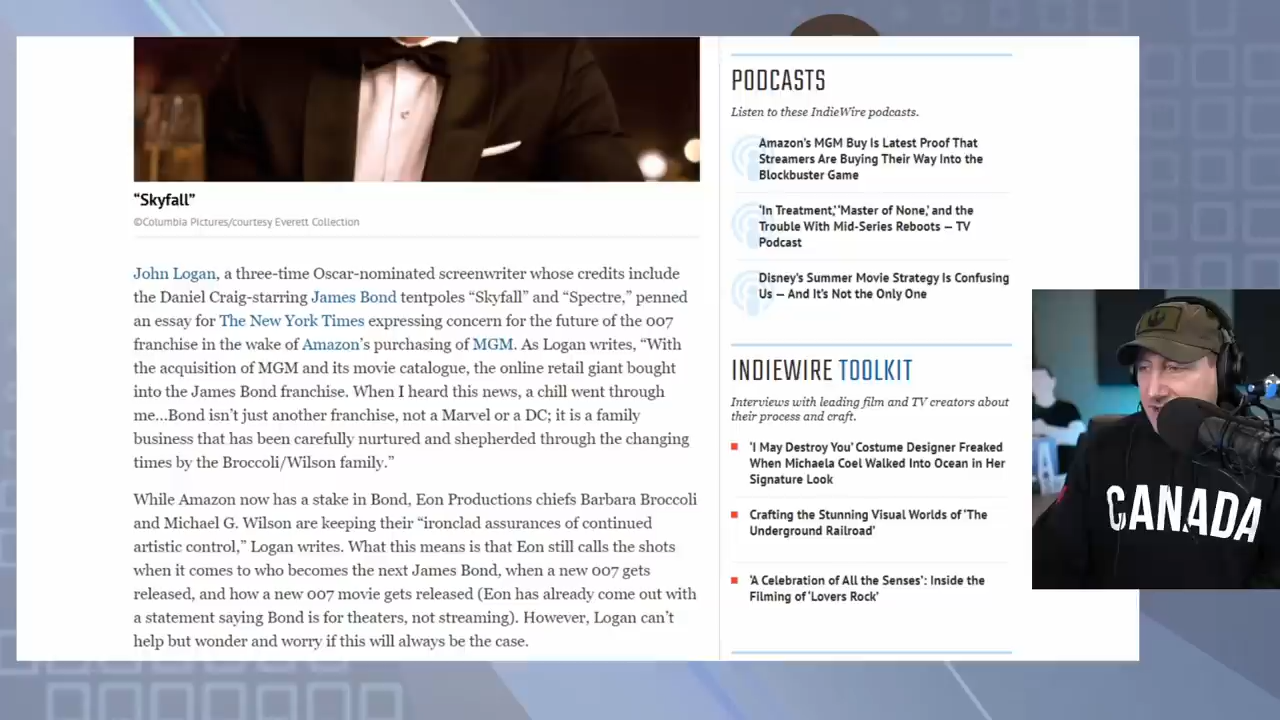 “Skyfall”
©Columbia Pictures/courtesy Everett Collection
John Logan, a three-time Oscar-nominated screenwriter whose credits include
the Daniel Craig-starring James Bond tentpoles “Skyfall” and “Spectre,” penned
an essay for The New York Times expressing concern for the future of the 007
franchise in the wake of Amazon’s purchasing of MGM. As Logan writes, “With
the acquisition of MGM and its movie catalogue, the online retail giant bought
into the James Bond franchise. When I heard this news, a chill went through
me…Bond isn’t just another franchise, not a Marvel or a DC; it is a family
business that has been carefully nurtured and shepherded through the changing
times by the Broccoli/Wilson family.”
While Amazon now has a stake in Bond, Eon Productions chiefs Barbara Broccoli
and Michael G. Wilson are keeping their “ironclad assurances of continued
artistic control,” Logan writes. What this means is that Eon still calls the shots
when it comes to who becomes the next James Bond, when a new 007 gets
released, and how a new 007 movie gets released (Eon has already come out with
a statement saying Bond is for theaters, not streaming). However, Logan can’t
help but wonder and worry if this will always be the case.
PODCASTS
Listen to these IndieWire podcasts.
Amazon’s MGM Buy Is Latest Proof That
Streamers Are Buying Their Way Into the
Blockbuster Game
‘In Treatment,’ ‘Master of None,’ and the
Trouble With Mid-Series Reboots — TV
Podcast
Disney’s Summer Movie Strategy Is Confusing
Us — And It’s Not the Only One
INDIEWIRE TOOLKIT
Interviews with leading film and TV creators about
their process and craft.
‘I May Destroy You’ Costume Designer Freaked
When Michaela Coel Walked Into Ocean in Her
Signature Look
Crafting the Stunning Visual Worlds of ‘The
Underground Railroad’
‘A Celebration of All the Senses’: Inside the
Filming of ‘Lovers Rock’
CANADA